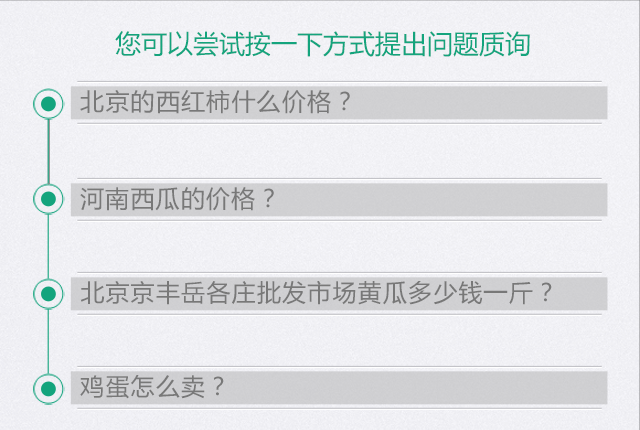 您可以尝试按一下方式提出问题质询
北京的西红柿什么价格？
河南西瓜的价格？
北京京丰岳各庄批发市场黄瓜多少钱一斤？
鸡蛋怎么卖？